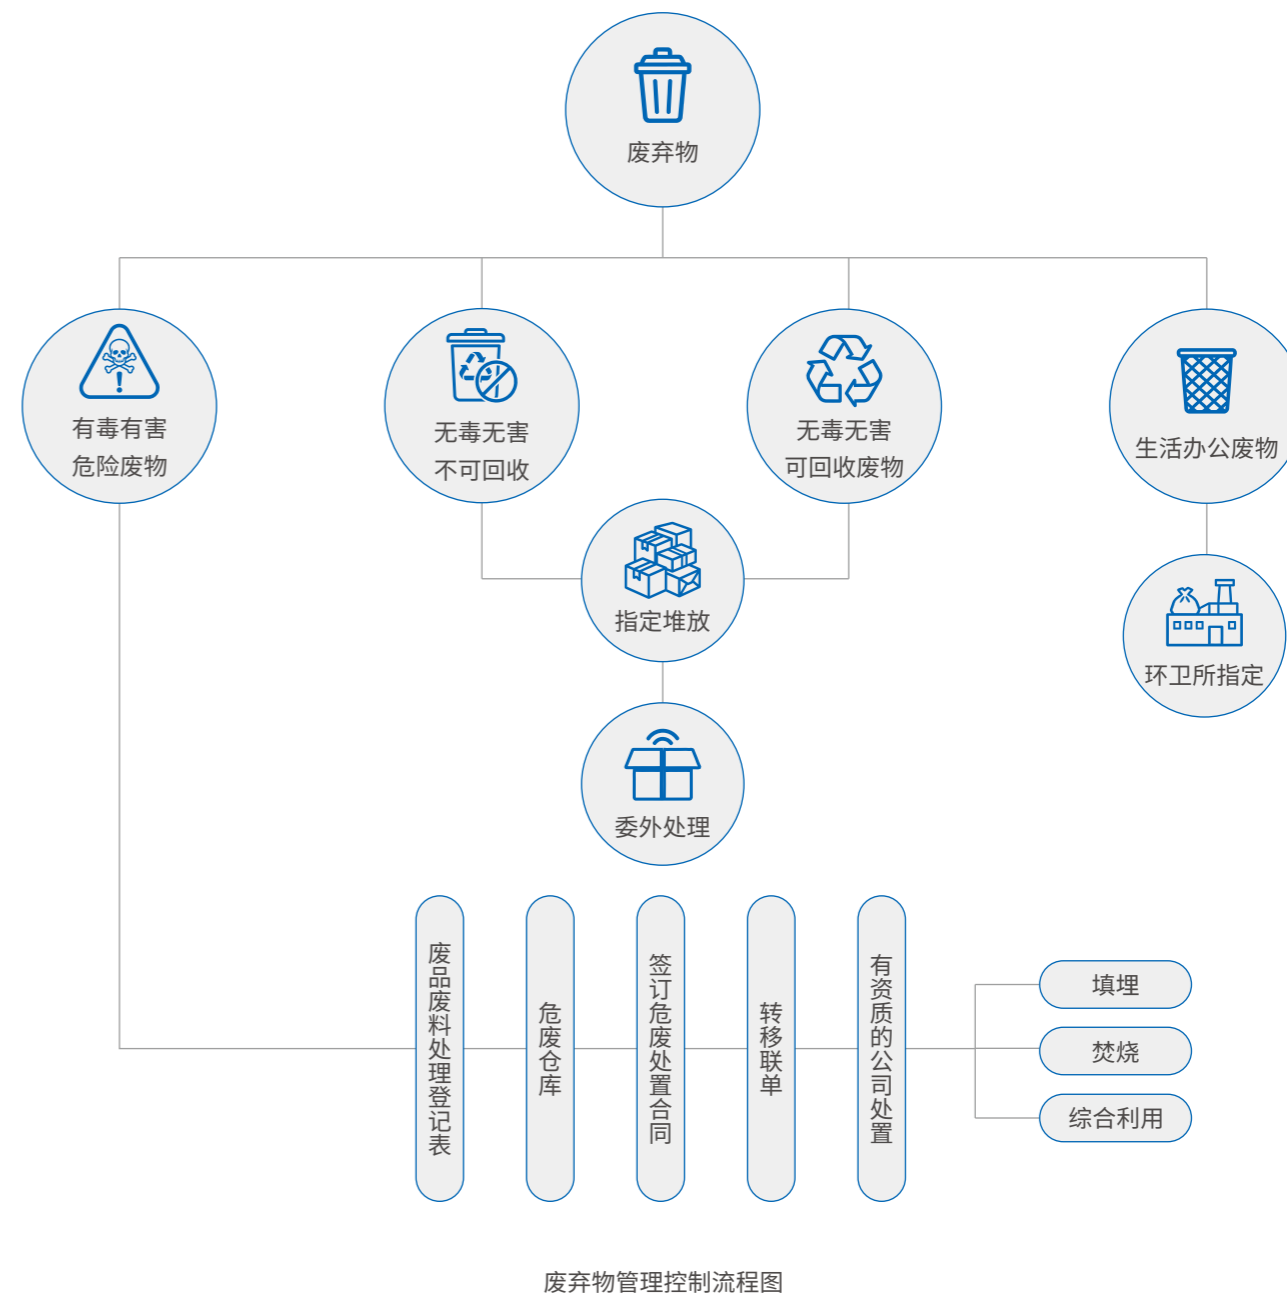 废弃物
有毒有害
危险废物
无毒无害
不可回收
无毒无害
可回收废物
生活办公废物
指定堆放
环卫所指定
委外处理
废品废料处理登记表
危废仓库
签订危废处置合同
转移联单
有资质的公司处置
填埋
焚烧
综合利用
废弃物管理控制流程图